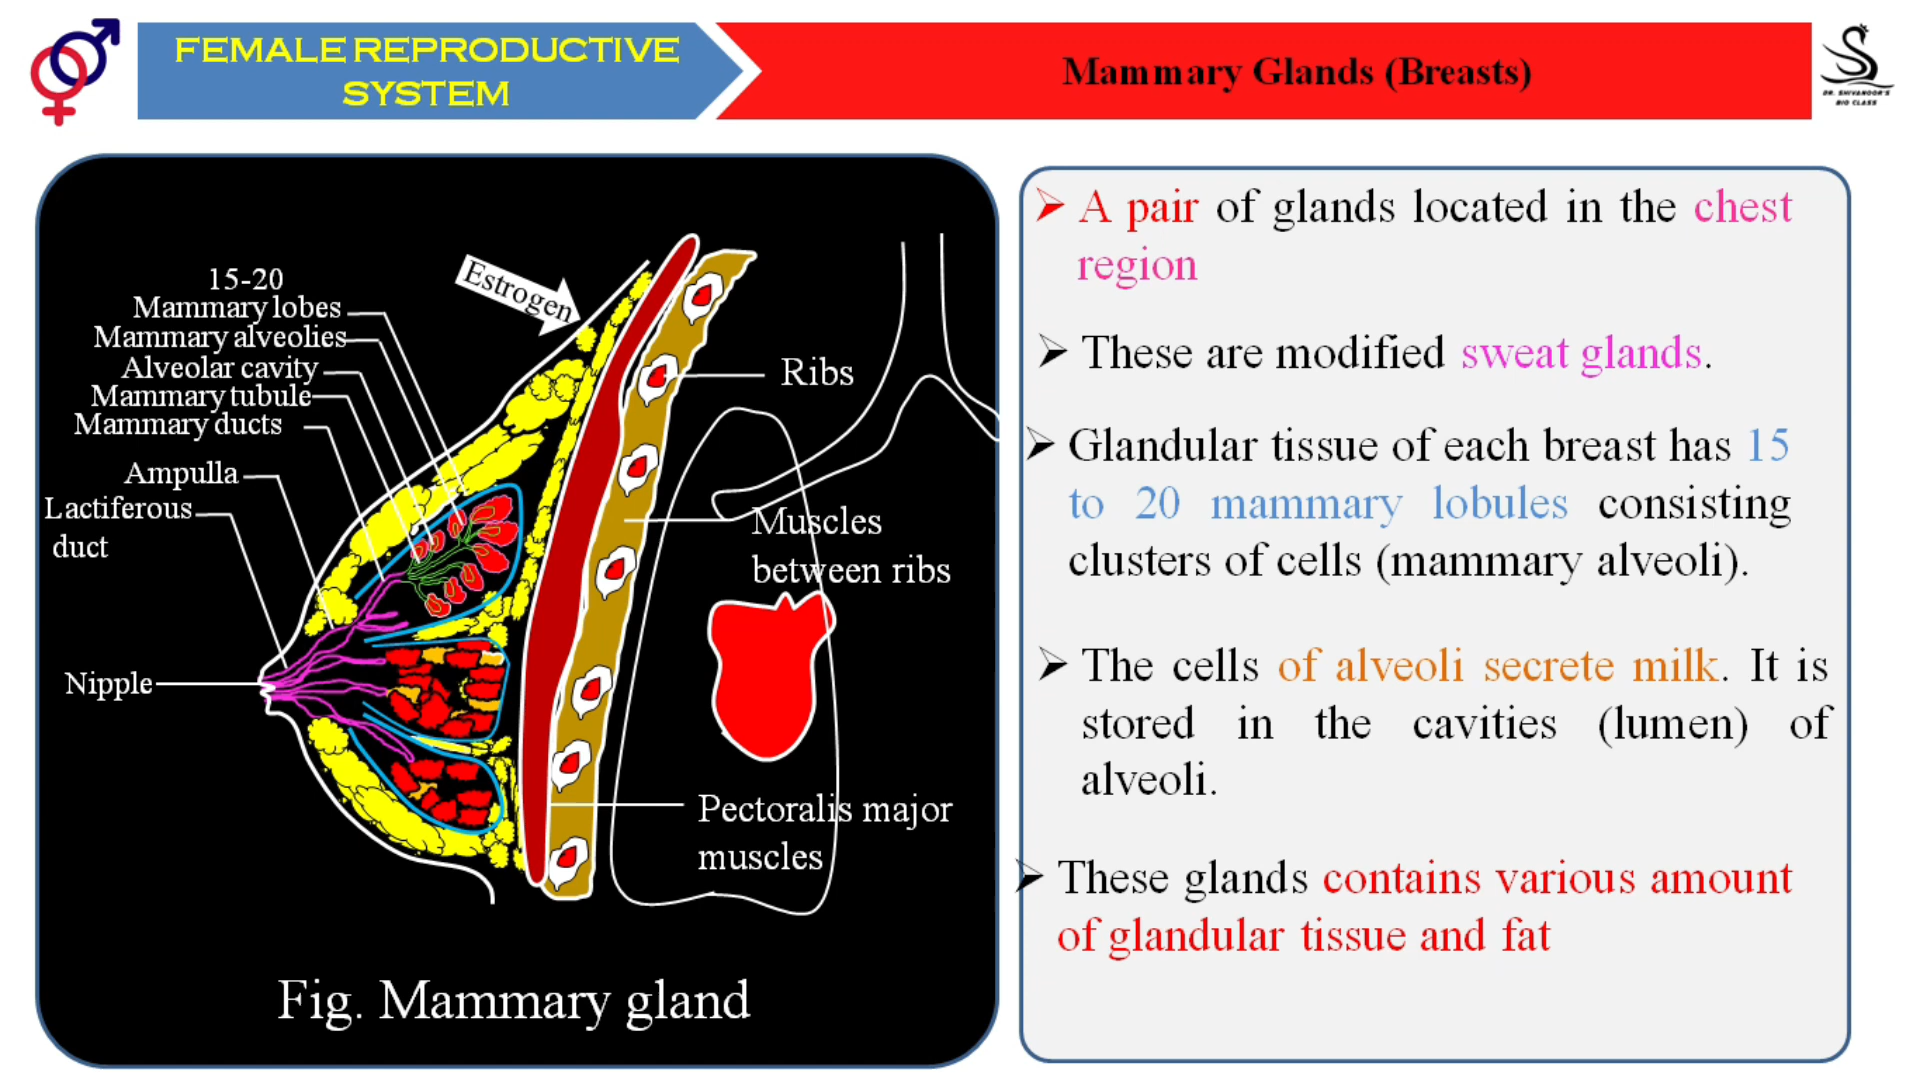 FEMALE REPRODUCTIVE
SYSTEM
Mammary Glands (Breasts)
DR. SHIVANOOR'S
BIO CLASS
15-20
Mammary lobes
Mammary alveolies
Alveolar cavity
Mammary tubule
Mammary ducts
Ampulla
Lactiferous
duct
Nipple
Estrogen
Ribs
Muscles
between ribs
Pectoralis major
muscles
Fig. Mammary gland
A pair of glands located in the chest
region
These are modified sweat glands.
Glandular tissue of each breast has 15
to 20 mammary lobules consisting
clusters of cells (mammary alveoli).
The cells of alveoli secrete milk. It is
stored in the cavities (lumen) of
alveoli.
These glands contains various amount
of glandular tissue and fat